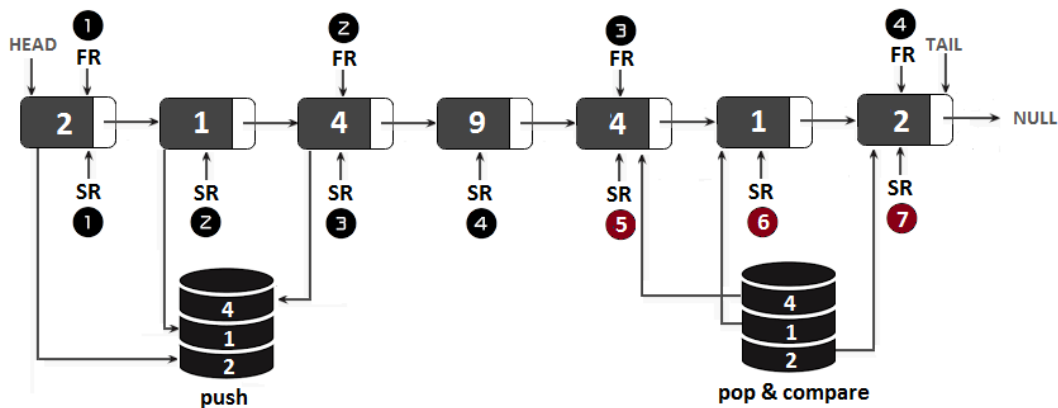 1 2 3 4
HEAD FR FR FR FR TAIL
2 1 4 9 4 1 2 NULL
SR SR SR SR SR SR SR
1 2 3 4 5 6 7
4 4
1 1
2 2
push pop & compare